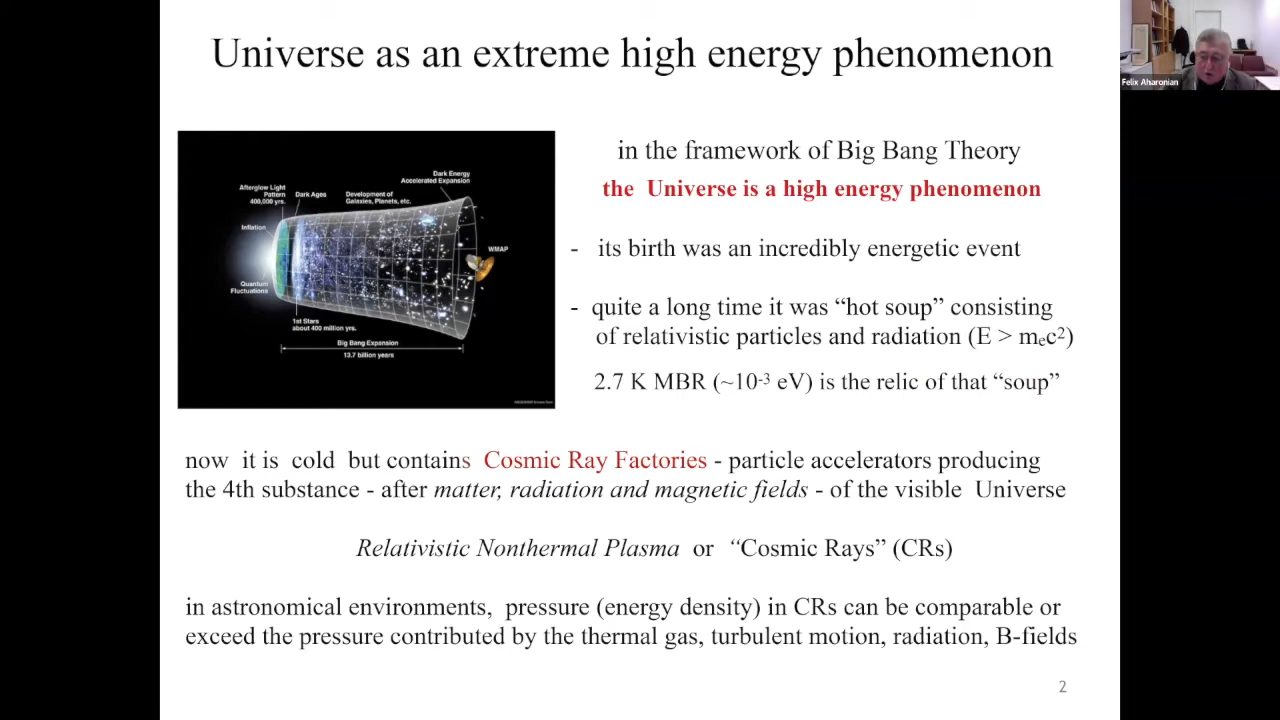 Universe as an extreme high energy phenomenon
Felix Aharonian
in the framework of Big Bang Theory
the Universe is a high energy phenomenon
- its birth was an incredibly energetic event
- quite a long time it was “hot soup” consisting
of relativistic particles and radiation (E > mₑc²)
2.7 K MBR (~10⁻³ eV) is the relic of that “soup”
Dark Energy
Accelerated Expansion
Afterglow Light
Pattern
400,000 yrs.
Dark Ages
Development of
Galaxies, Planets, etc.
Inflation
WMAP
Quantum
Fluctuations
1st Stars
about 400 million yrs.
Big Bang Expansion
13.7 billion years
now it is cold but contains Cosmic Ray Factories - particle accelerators producing
the 4th substance - after matter, radiation and magnetic fields - of the visible Universe
Relativistic Nonthermal Plasma or “Cosmic Rays” (CRs)
in astronomical environments, pressure (energy density) in CRs can be comparable or
exceed the pressure contributed by the thermal gas, turbulent motion, radiation, B-fields
2